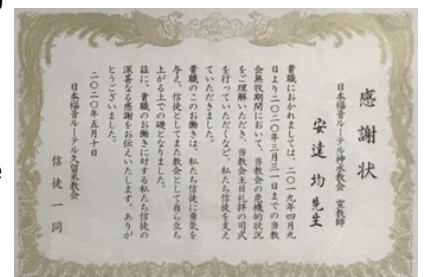 感謝状
日本福音ルーテル神水教会 宣教師
安達 均 先生
貴職におかれましては、二〇一九年四月九
日より二〇二〇年三月三一日までの当教
会無牧期間において、当教会の危機的状況
をご理解いただき、当教会主日礼拝の司式
を行っていただくなど、私たち信徒を支え
ていただきました。
貴職のこのお働きは、私たち信徒に勇気を
与え、信徒としてまた教会として自ら立ち
上がる上での礎となりました。
茲に、貴職のお働きに対する私たち信徒の
深甚なる感謝をお伝えいたします。ありが
とうございました。
二〇二〇年五月十日
日本福音ルーテル久留米教会
信徒一同